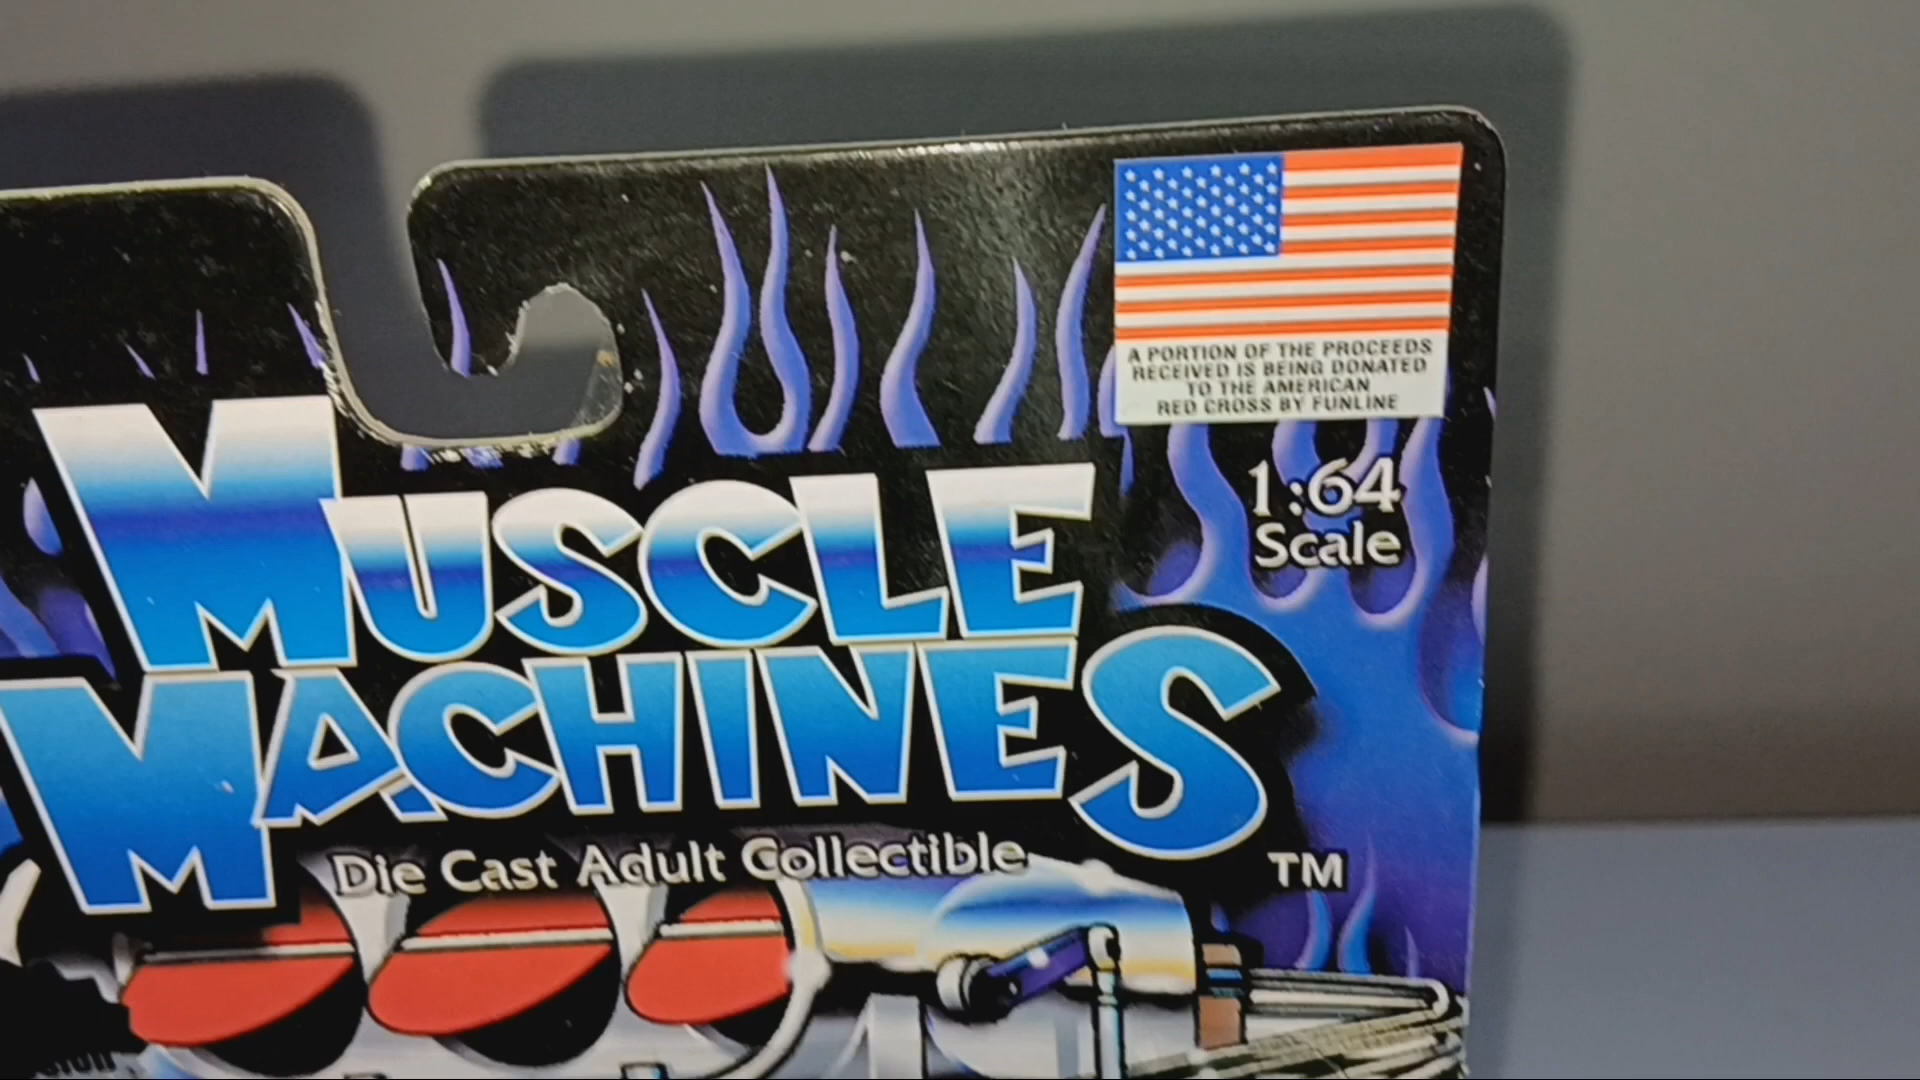 A PORTION OF THE PROCEEDS
RECEIVED IS BEING DONATED
TO THE AMERICAN
RED CROSS BY FUNLINE
1:64
Scale
MUSCLE
MACHINES
TM
Die Cast Adult Collectible